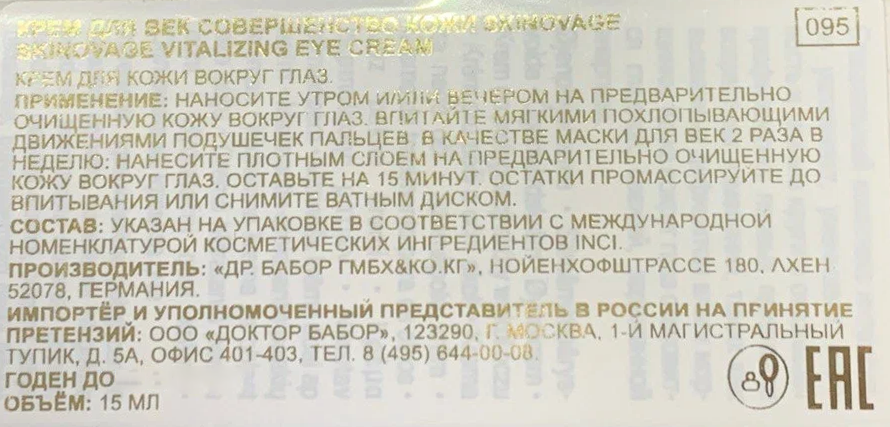 КРЕМ ДЛЯ ВЕК СОВЕРШЕНСТВО КОЖИ SKINOVAGE
095
SKINOVAGE VITALIZING EYE CREAM
КРЕМ ДЛЯ КОЖИ ВОКРУГ ГЛАЗ.
ПРИМЕНЕНИЕ: НАНОСИТЕ УТРОМ И/ИЛИ ВЕЧЕРОМ НА ПРЕДВАРИТЕЛЬНО
ОЧИЩЕННУЮ КОЖУ ВОКРУГ ГЛАЗ. ВПИТАЙТЕ МЯГКИМИ ПОХЛОПЫВАЮЩИМИ
ДВИЖЕНИЯМИ ПОДУШЕЧЕК ПАЛЬЦЕВ. В КАЧЕСТВЕ МАСКИ ДЛЯ ВЕК 2 РАЗА В
НЕДЕЛЮ: НАНЕСИТЕ ПЛОТНЫМ СЛОЕМ НА ПРЕДВАРИТЕЛЬНО ОЧИЩЕННУЮ
КОЖУ ВОКРУГ ГЛАЗ. ОСТАВЬТЕ НА 15 МИНУТ. ОСТАТКИ ПРОМАССИРУЙТЕ ДО
ВПИТЫВАНИЯ ИЛИ СНИМИТЕ ВАТНЫМ ДИСКОМ.
СОСТАВ: УКАЗАН НА УПАКОВКЕ В СООТВЕТСТВИИ С МЕЖДУНАРОДНОЙ
НОМЕНКЛАТУРОЙ КОСМЕТИЧЕСКИХ ИНГРЕДИЕНТОВ INCI.
ПРОИЗВОДИТЕЛЬ: «ДР. БАБОР ГМБХ&КО.КГ», НОЙЕНХОФШТРАССЕ 180, АХЕН
52078, ГЕРМАНИЯ.
ИМПОРТЁР И УПОЛНОМОЧЕННЫЙ ПРЕДСТАВИТЕЛЬ В РОССИИ НА ПРИНЯТИЕ
ПРЕТЕНЗИЙ: ООО «ДОКТОР БАБОР», 123290, Г. МОСКВА, 1-Й МАГИСТРАЛЬНЫЙ
ТУПИК, Д. 5А, ОФИС 401-403, ТЕЛ. 8 (495) 644-00-08.
ГОДЕН ДО
ОБЪЁМ: 15 МЛ
EAC